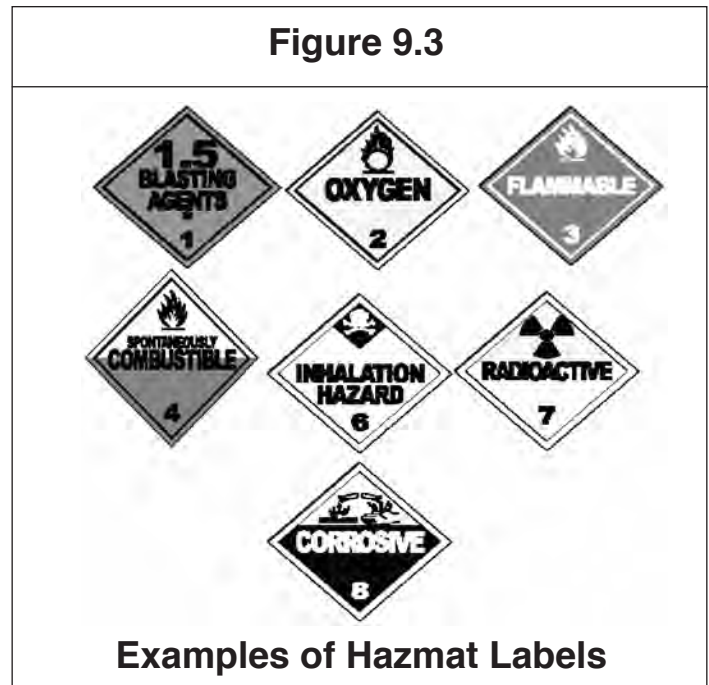 Figure 9.3
1.5
BLASTING
AGENTS
1
OXYGEN
2
FLAMMABLE
3
SPONTANEOUSLY
COMBUSTIBLE
4
INHALATION
HAZARD
6
RADIOACTIVE
7
CORROSIVE
8
Examples of Hazmat Labels